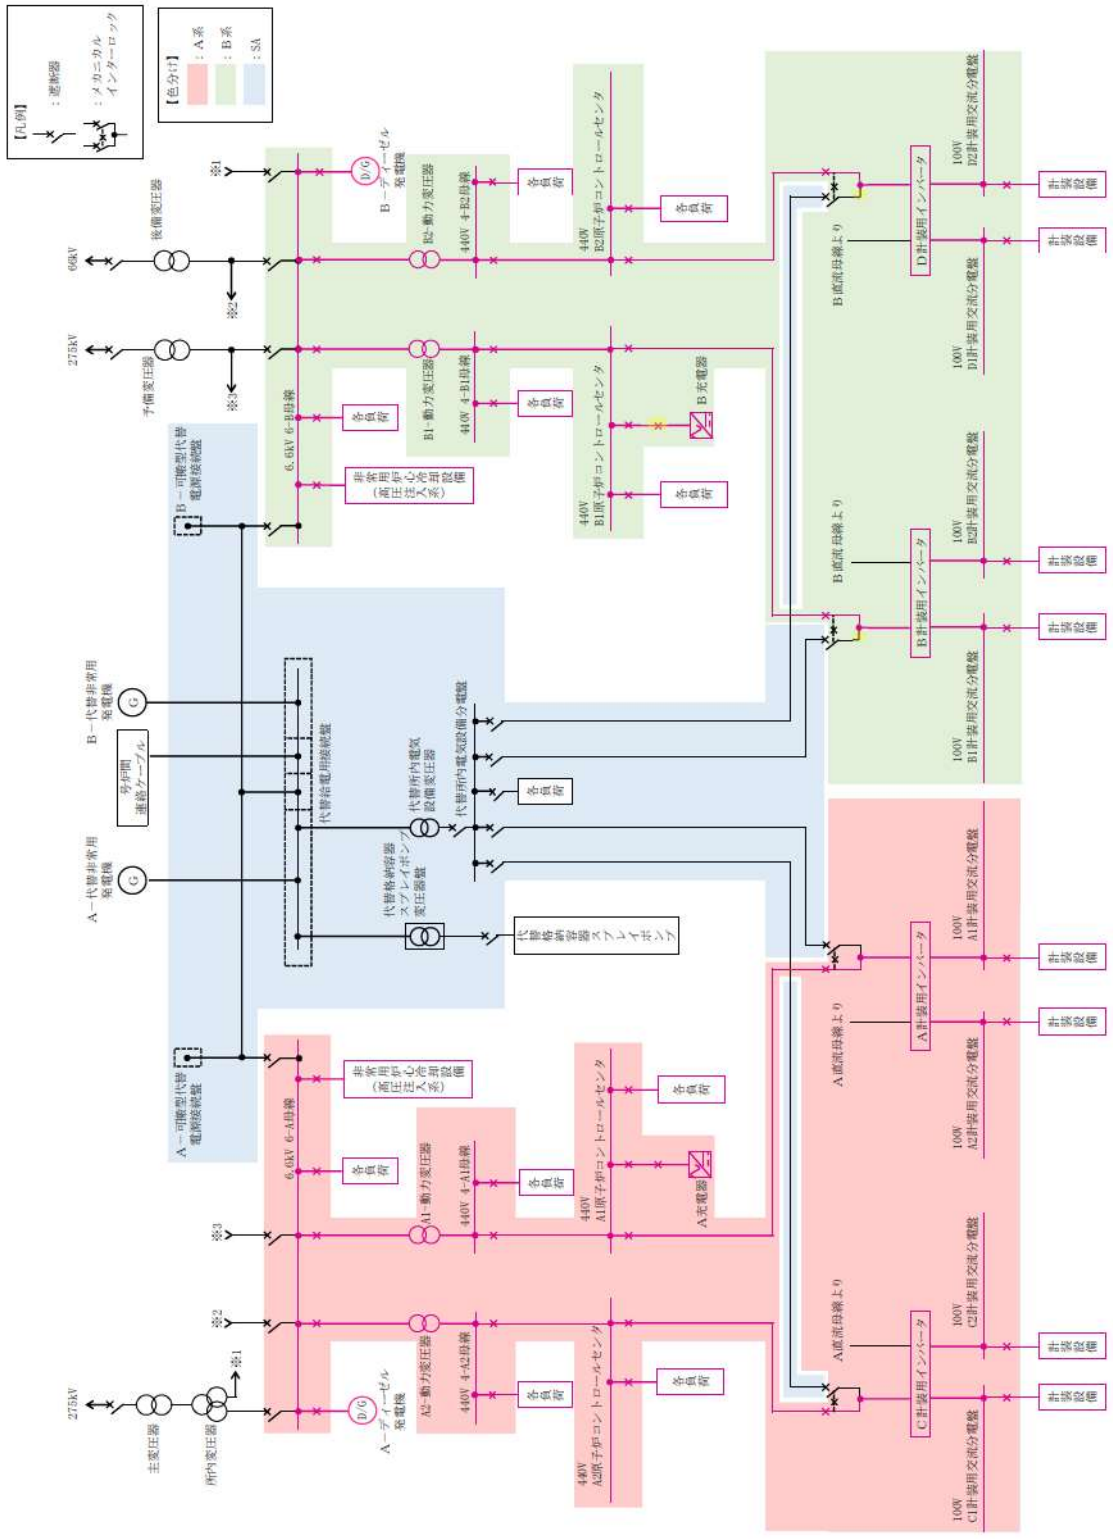 【凡例】
：遮断器
：メカニカル
インターロック
【色分け】
：A系
：B系
：SA
275kV
主変圧器
所内変圧器
※1
※2
※3
A－可搬型代替
電源接続盤
A－代替非常用
発電機
G
号炉間
連絡ケーブル
B－代替非常用
発電機
G
B－可搬型代替
電源接続盤
275kV
予備変圧器
※3
66kV
後備変圧器
※2
※1
D/G
A－ディーゼル
発電機
6.6kV 6-A母線
各負荷
非常用炉心冷却設備
（高圧注入系）
代替給電用接続盤
6.6kV 6-B母線
非常用炉心冷却設備
（高圧注入系）
各負荷
D/G
B－ディーゼル
発電機
A2-動力変圧器
A1-動力変圧器
代替格納容器
スプレイポンプ
変圧器盤
代替所内電気
設備変圧器
B1-動力変圧器
B2-動力変圧器
440V 4-A2母線
各負荷
440V 4-A1母線
各負荷
代替所内電気設備分電盤
代替格納容器スプレイポンプ
各負荷
440V 4-B1母線
各負荷
440V 4-B2母線
各負荷
440V
A2原子炉コントロールセンタ
各負荷
440V
A1原子炉コントロールセンタ
各負荷
A充電器
440V
B1原子炉コントロールセンタ
各負荷
B充電器
440V
B2原子炉コントロールセンタ
各負荷
A直流母線より
A直流母線より
B直流母線より
B直流母線より
C計装用インバータ
A計装用インバータ
B計装用インバータ
D計装用インバータ
100V
C1計装用交流分電盤
100V
C2計装用交流分電盤
100V
A2計装用交流分電盤
100V
A1計装用交流分電盤
100V
B1計装用交流分電盤
100V
B2計装用交流分電盤
100V
D1計装用交流分電盤
100V
D2計装用交流分電盤
計装設備
計装設備
計装設備
計装設備
計装設備
計装設備
計装設備
計装設備